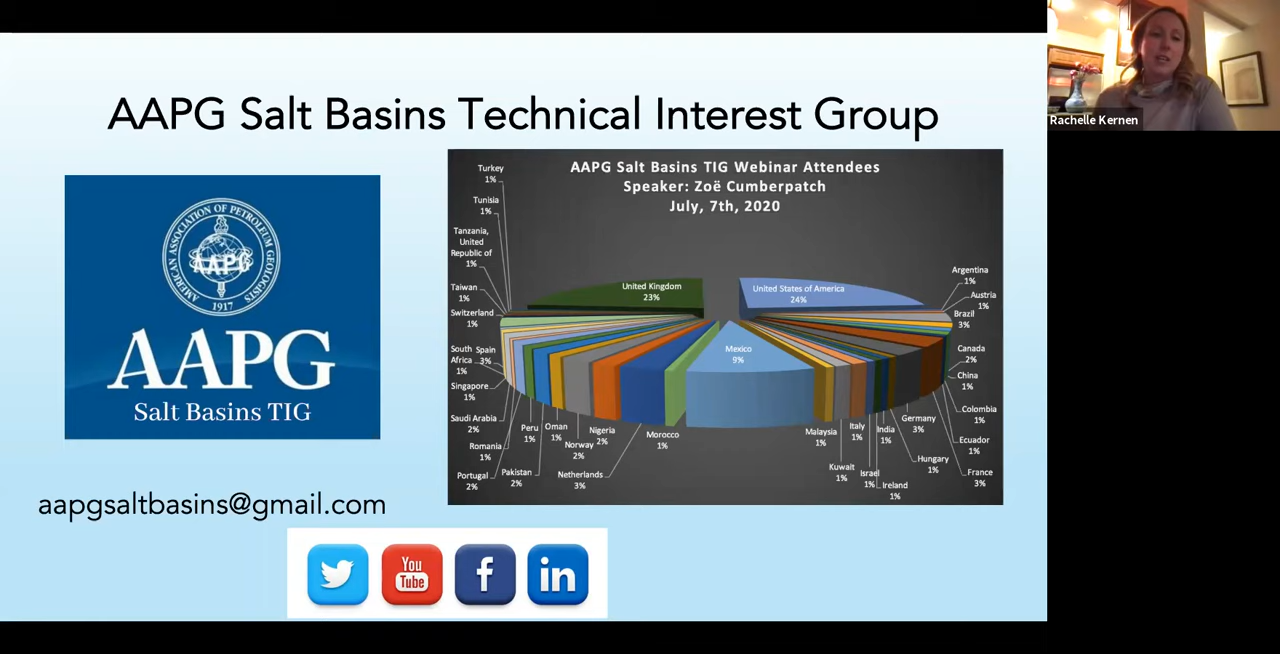 AAPG Salt Basins Technical Interest Group
Rachelle Kernen
AMERICAN ASSOCIATION OF PETROLEUM GEOLOGISTS
AAPG
1917
AAPG
Salt Basins TIG
aapgsaltbasins@gmail.com
AAPG Salt Basins TIG Webinar Attendees
Speaker: Zoë Cumberpatch
July, 7th, 2020
Turkey
1%
Tunisia
1%
Tanzania,
United
Republic of
1%
Taiwan
1%
Switzerland
1%
South
Africa
1%
Spain
3%
Singapore
1%
Saudi Arabia
2%
Romania
1%
Portugal
2%
Pakistan
2%
Peru
1%
Oman
1%
Norway
2%
Nigeria
2%
Netherlands
3%
Morocco
1%
Mexico
9%
United Kingdom
23%
United States of America
24%
Argentina
1%
Austria
1%
Brazil
3%
Canada
2%
China
1%
Colombia
1%
Ecuador
1%
France
3%
Germany
3%
Hungary
1%
India
1%
Ireland
1%
Israel
1%
Italy
1%
Kuwait
1%
Malaysia
1%
You
Tube
f
in